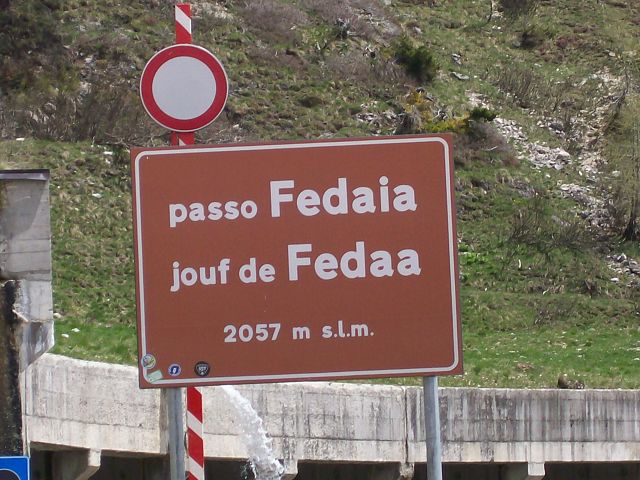 passo Fedaia
jouf de Fedaa
2057 m s.l.m.